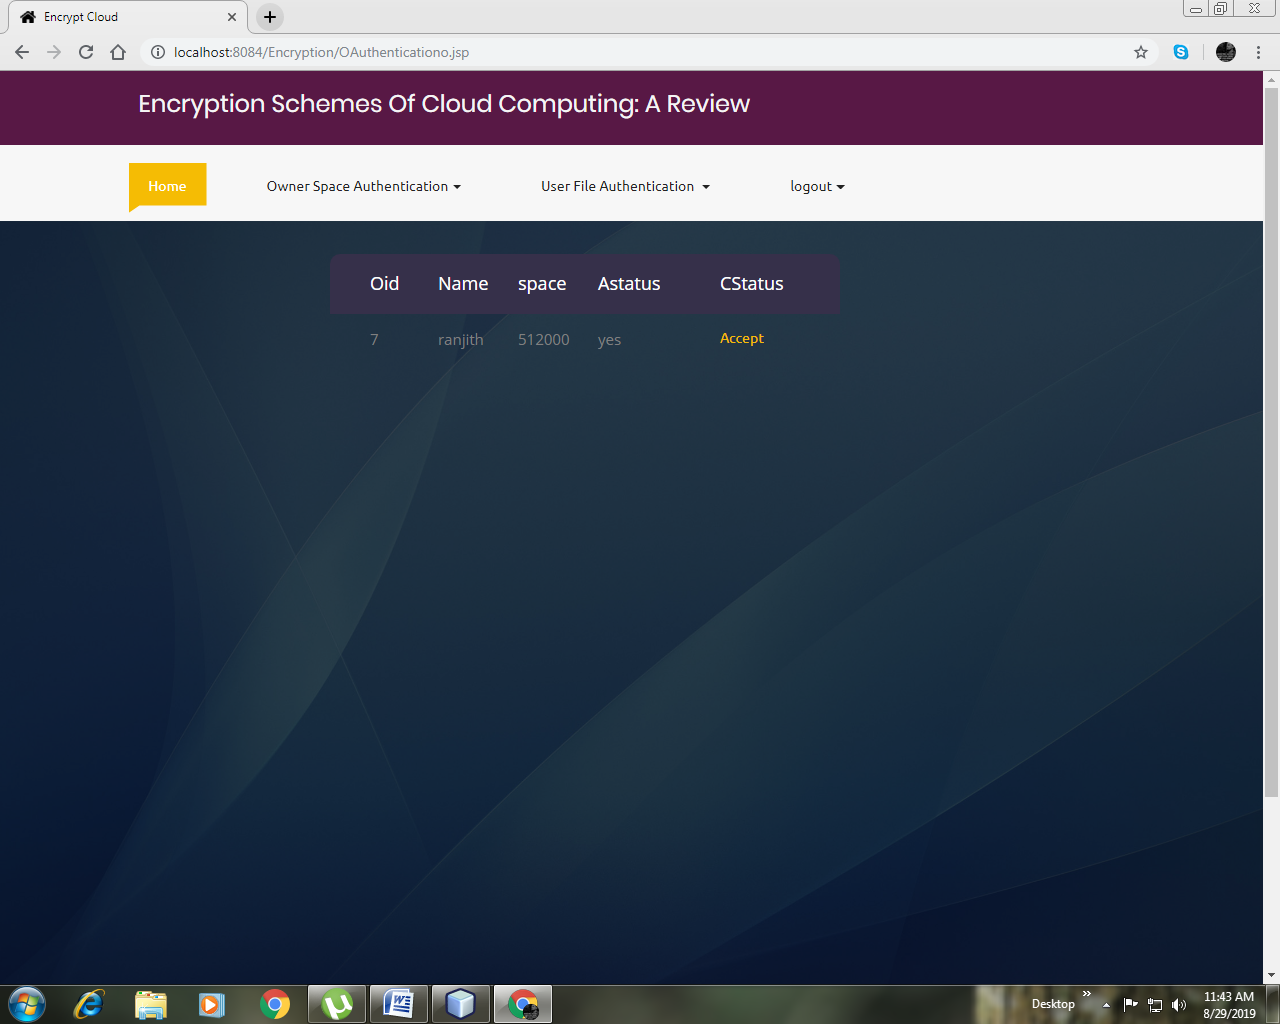 Encrypt Cloud
localhost:8084/Encryption/OAuthenticationo.jsp
Encryption Schemes Of Cloud Computing: A Review
Home Owner Space Authentication User File Authentication logout
Oid Name space Astatus CStatus
7 ranjith 512000 yes Accept
Desktop
11:43 AM
8/29/2019